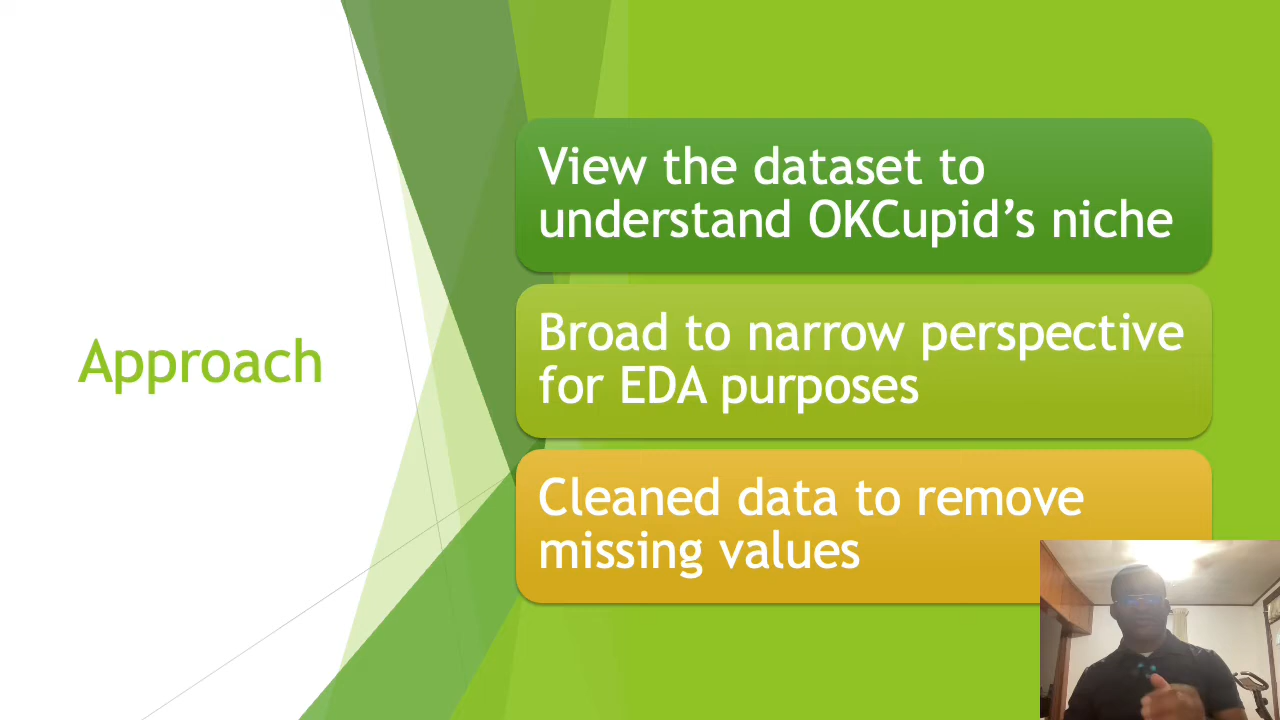 Approach
View the dataset to
understand OKCupid’s niche
Broad to narrow perspective
for EDA purposes
Cleaned data to remove
missing values